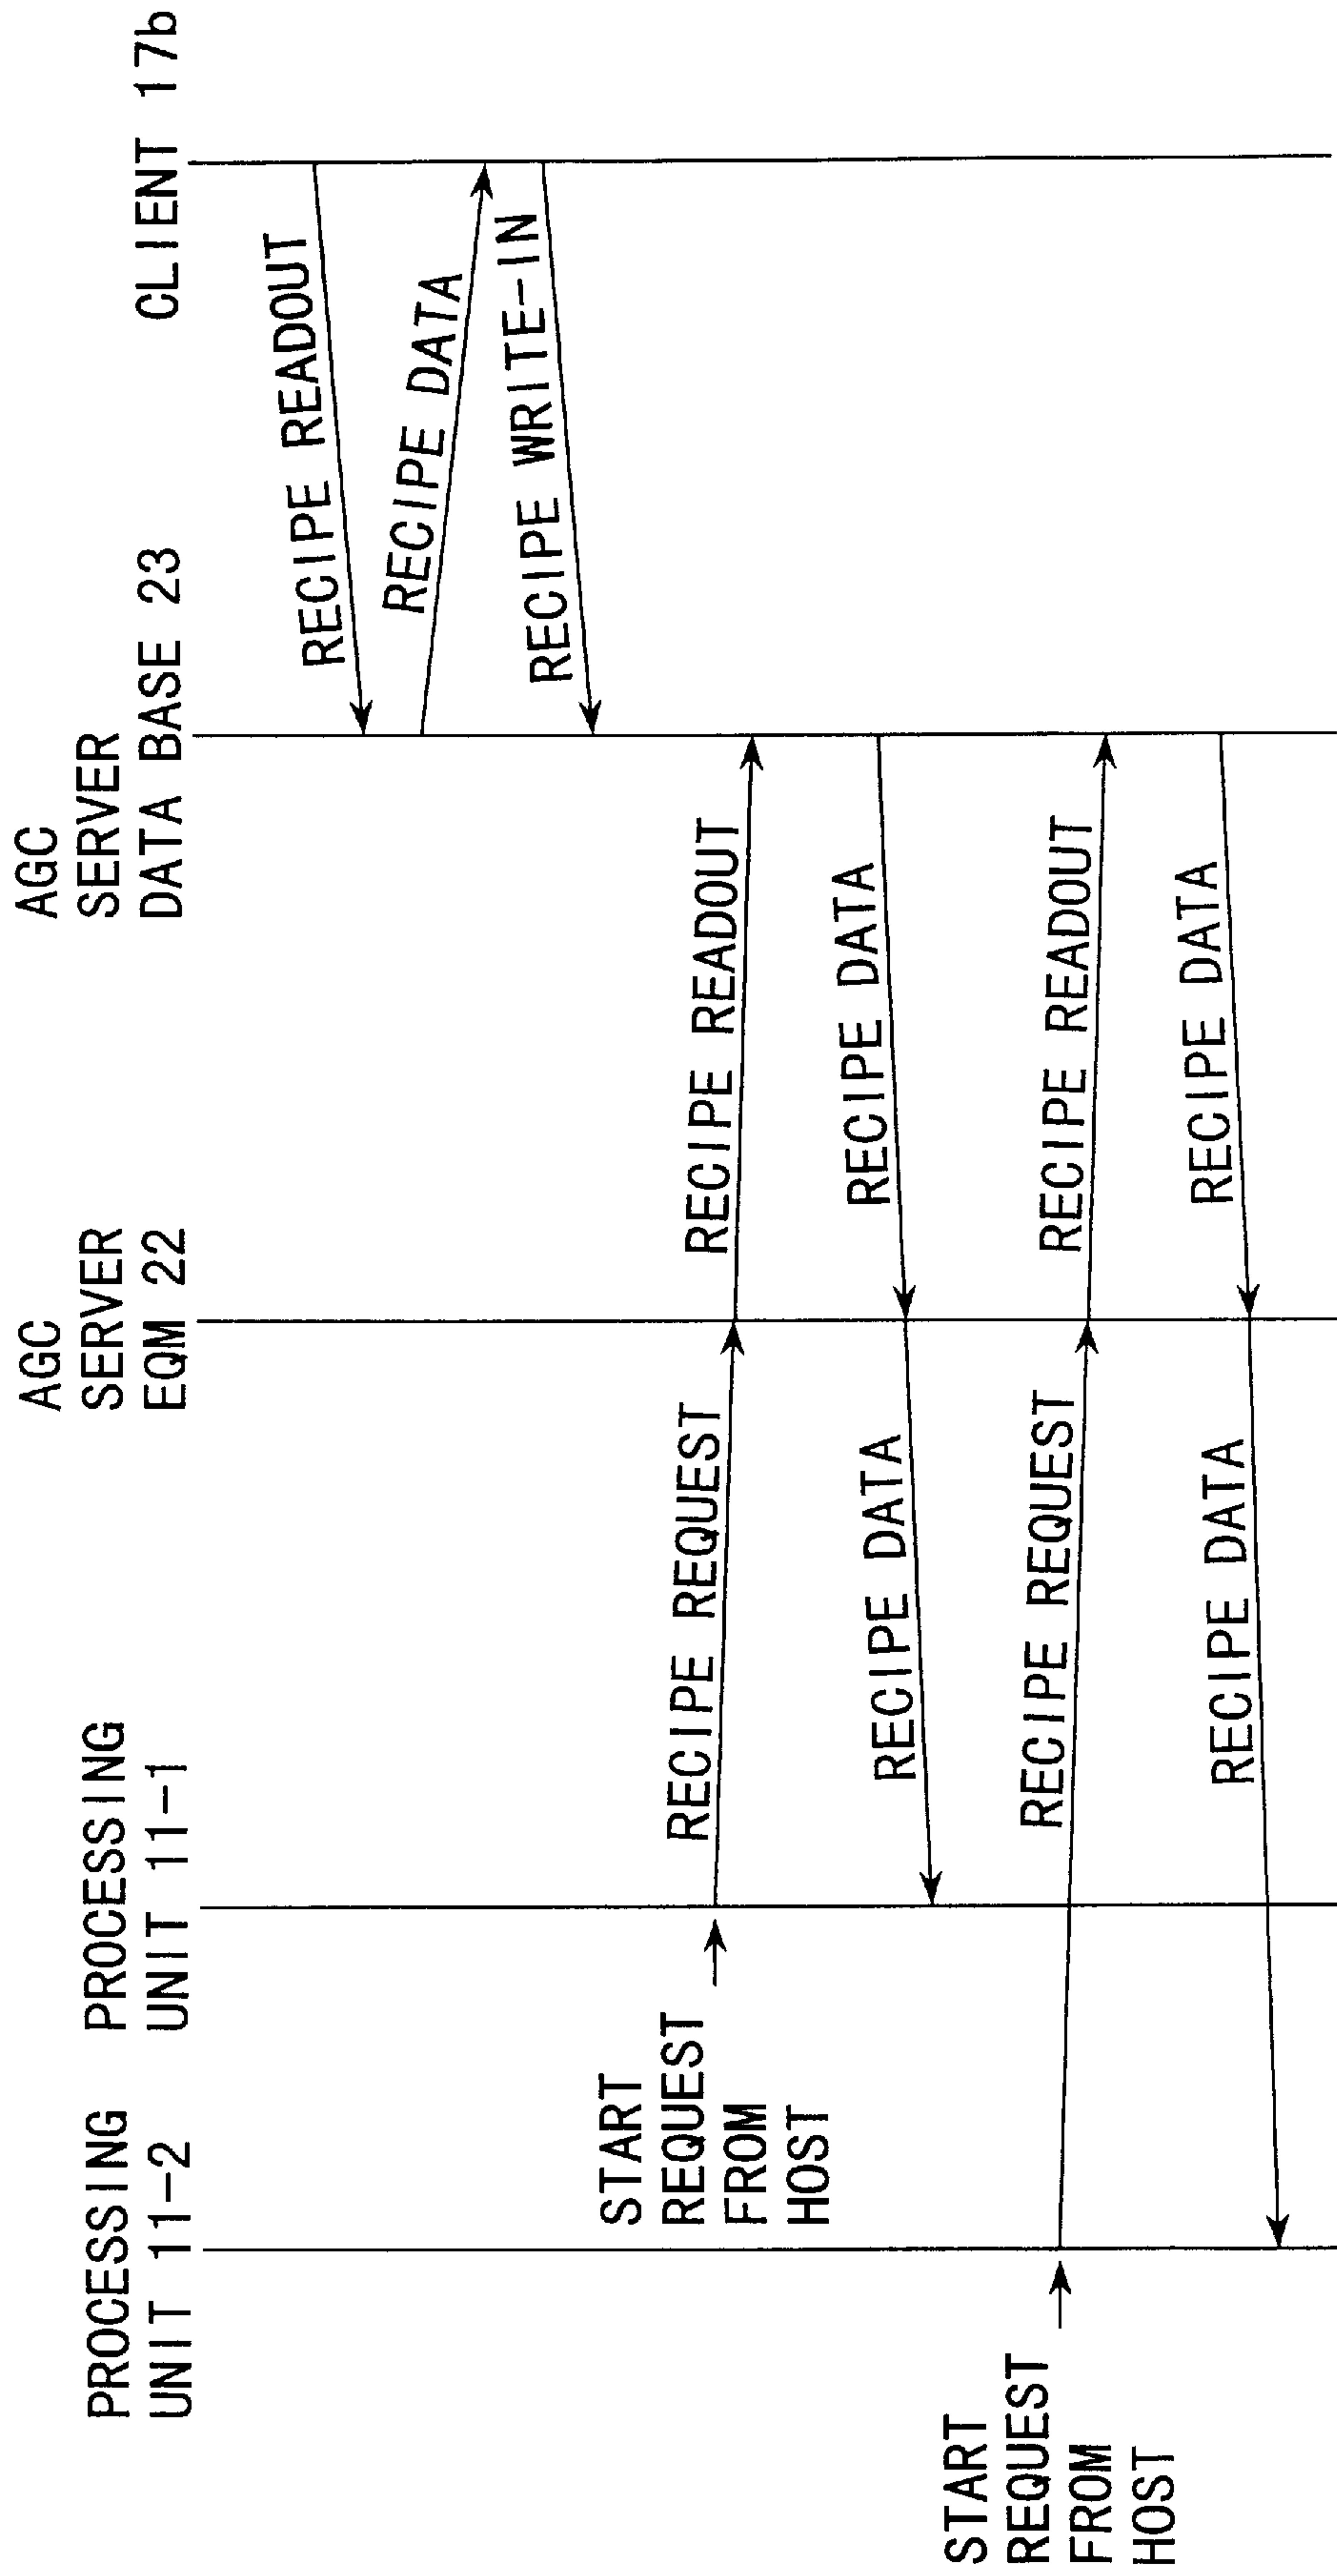 PROCESSING
UNIT 11-2
PROCESSING
UNIT 11-1
AGC
SERVER
EQM 22
AGC
SERVER
DATA BASE 23
CLIENT 17b
RECIPE READOUT
RECIPE DATA
RECIPE WRITE-IN
START
REQUEST
FROM
HOST
RECIPE REQUEST
RECIPE READOUT
RECIPE DATA
RECIPE DATA
START
REQUEST
FROM
HOST
RECIPE REQUEST
RECIPE READOUT
RECIPE DATA
RECIPE DATA